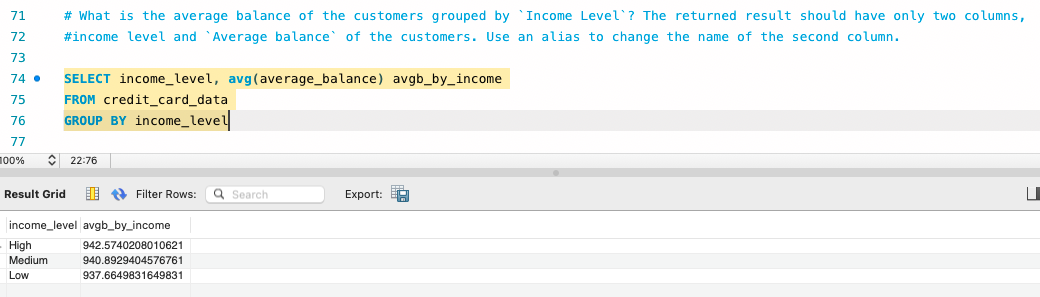 71 # What is the average balance of the customers grouped by `Income Level`? The returned result should have only two columns,
72 #income level and `Average balance` of the customers. Use an alias to change the name of the second column.
73
74 SELECT income_level, avg(average_balance) avgb_by_income
75 FROM credit_card_data
76 GROUP BY income_level
77
100% 22:76
Result Grid Filter Rows: Search Export:
income_level avgb_by_income
High 942.5740208010621
Medium 940.8929404576761
Low 937.6649831649831